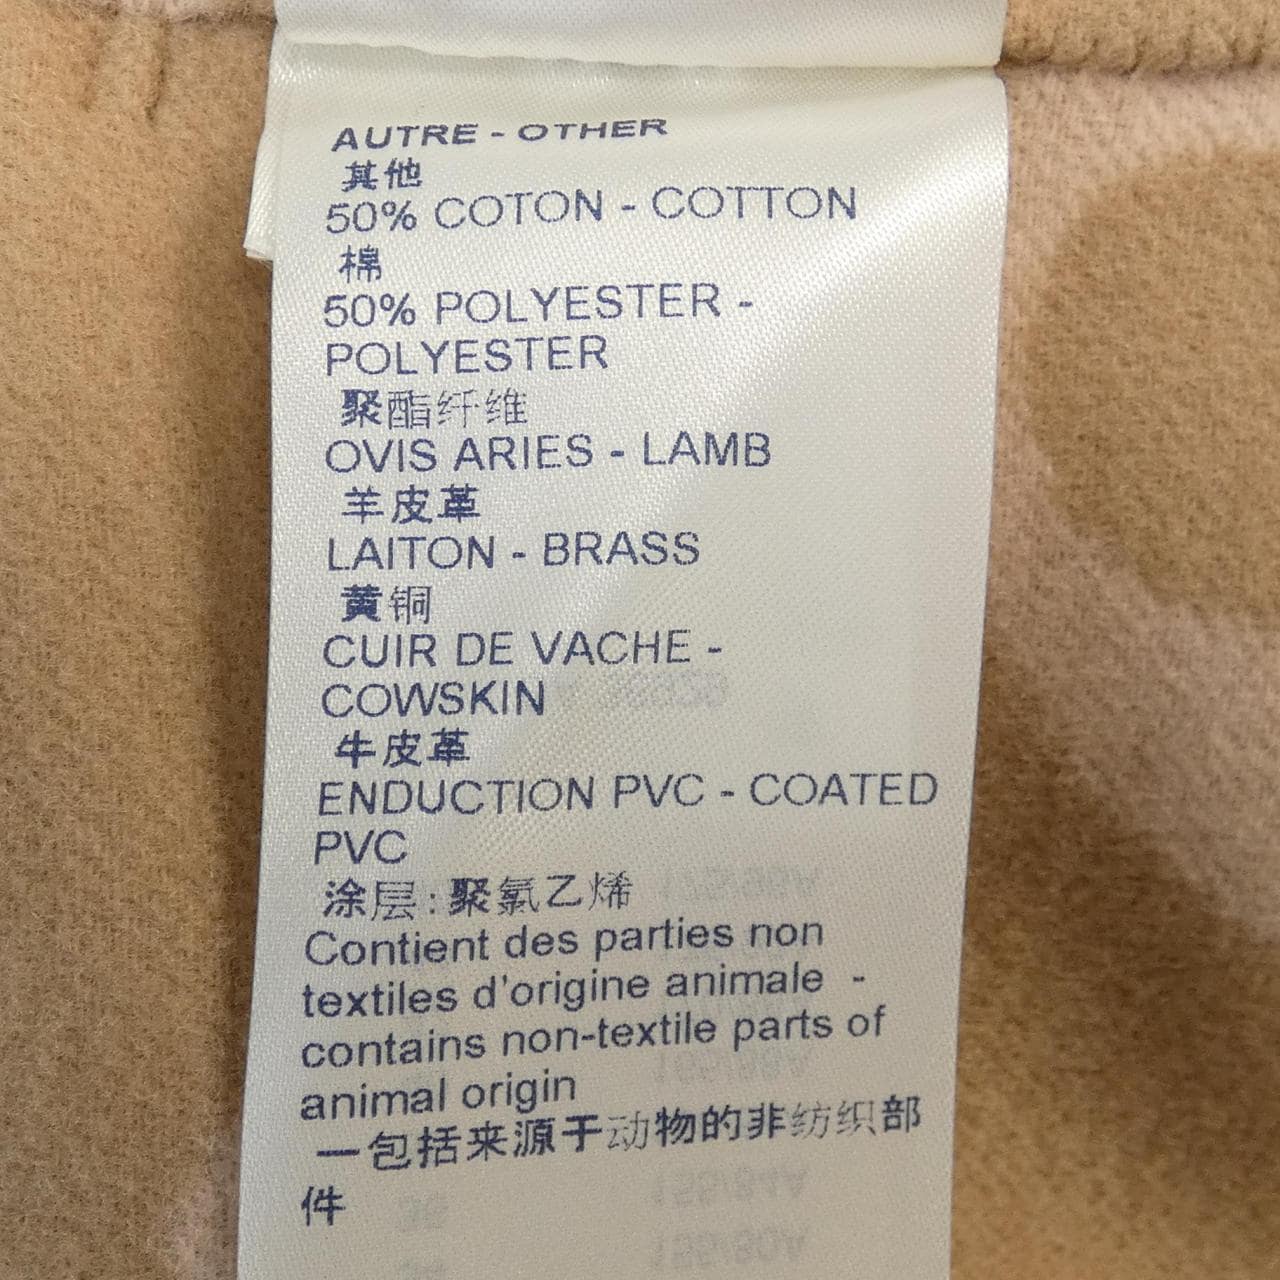 AUTRE - OTHER
其他
50% COTON - COTTON
棉
50% POLYESTER -
POLYESTER
聚酯纤维
OVIS ARIES - LAMB
羊皮革
LAITON - BRASS
黄铜
CUIR DE VACHE -
COWSKIN
牛皮革
ENDUCTION PVC - COATED
PVC
涂层:聚氯乙烯
Contient des parties non
textiles d'origine animale -
contains non-textile parts of
animal origin
一包括来源于动物的非纺织部
件